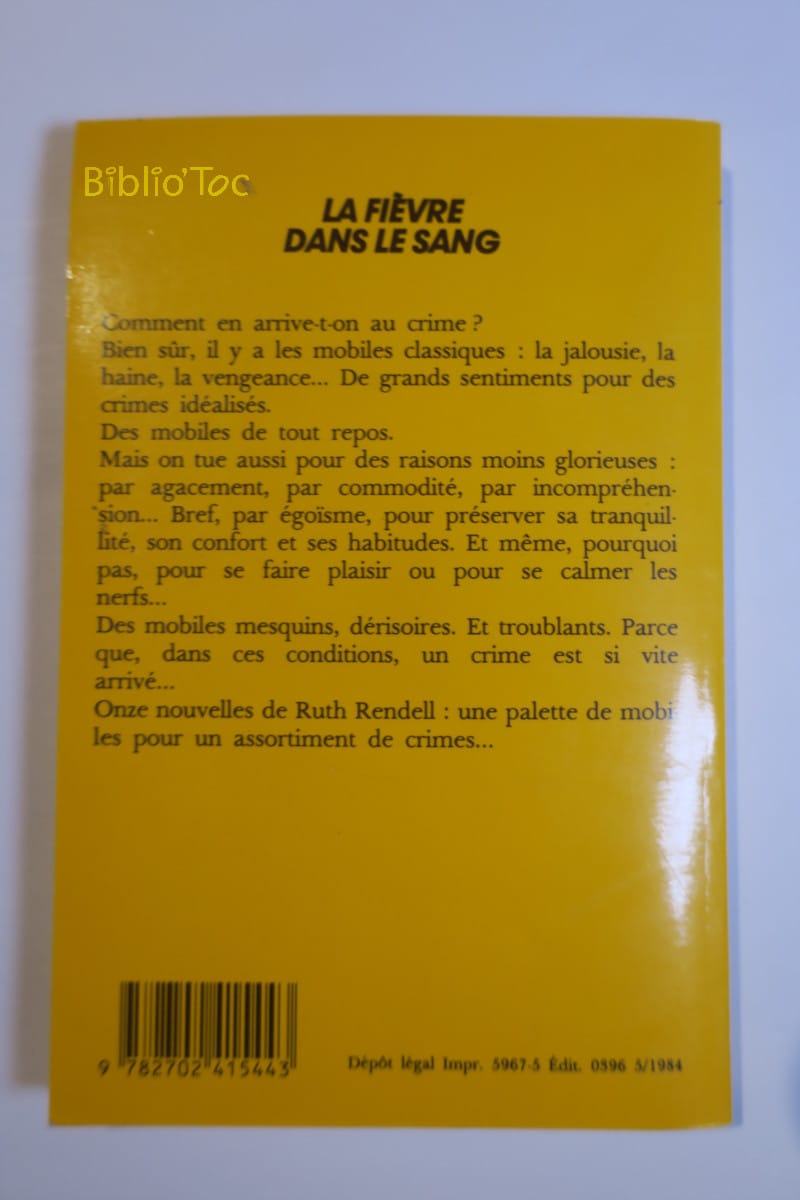 Biblio'Toc
LA FIÈVRE
DANS LE SANG
Comment en arrive-t-on au crime ?
Bien sûr, il y a les mobiles classiques : la jalousie, la
haine, la vengeance... De grands sentiments pour des
crimes idéalisés.
Des mobiles de tout repos.
Mais on tue aussi pour des raisons moins glorieuses :
par agacement, par commodité, par incompréhen-
sion... Bref, par égoïsme, pour préserver sa tranquil-
lité, son confort et ses habitudes. Et même, pourquoi
pas, pour se faire plaisir ou pour se calmer les
nerfs...
Des mobiles mesquins, dérisoires. Et troublants. Parce
que, dans ces conditions, un crime est si vite
arrivé...
Onze nouvelles de Ruth Rendell : une palette de mobi-
les pour un assortiment de crimes...
9 782702 415443
Dépôt légal Impr. 5967-5 Édit. 0396 5/1984